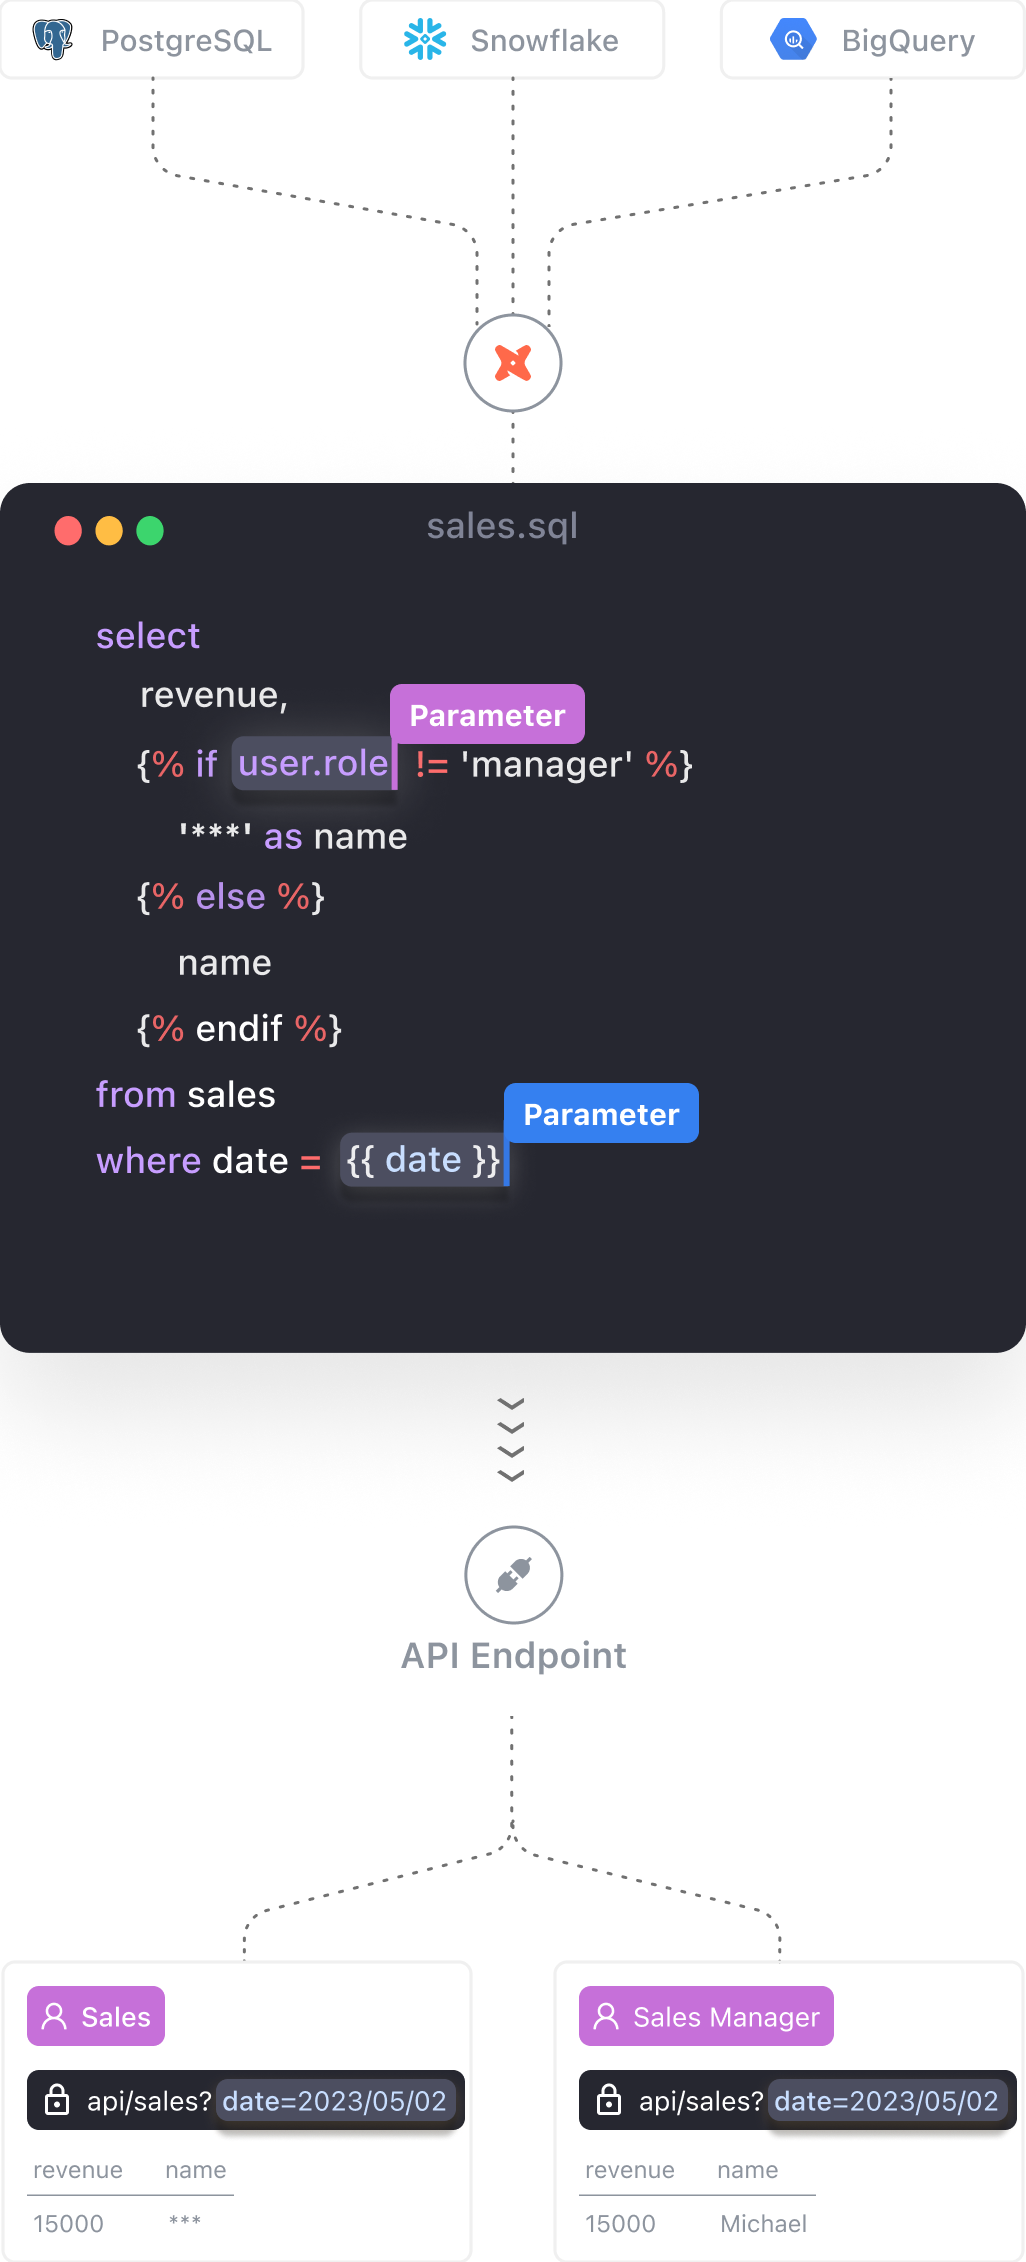 PostgreSQL
Snowflake
BigQuery
sales.sql
select
revenue,
Parameter
{% if user.role != 'manager' %}
'***' as name
{% else %}
name
{% endif %}
from sales
Parameter
where date = {{ date }}
API Endpoint
Sales
api/sales? date=2023/05/02
revenue name
15000 ***
Sales Manager
api/sales? date=2023/05/02
revenue name
15000 Michael